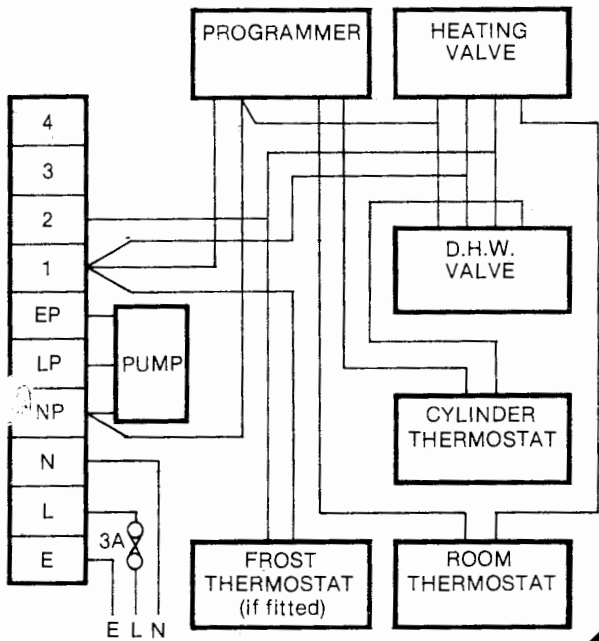 PROGRAMMER
HEATING
VALVE
4
3
2
1
EP
LP
NP
N
L
E
PUMP
D.H.W.
VALVE
CYLINDER
THERMOSTAT
3A
FROST
THERMOSTAT
(if fitted)
ROOM
THERMOSTAT
E L N